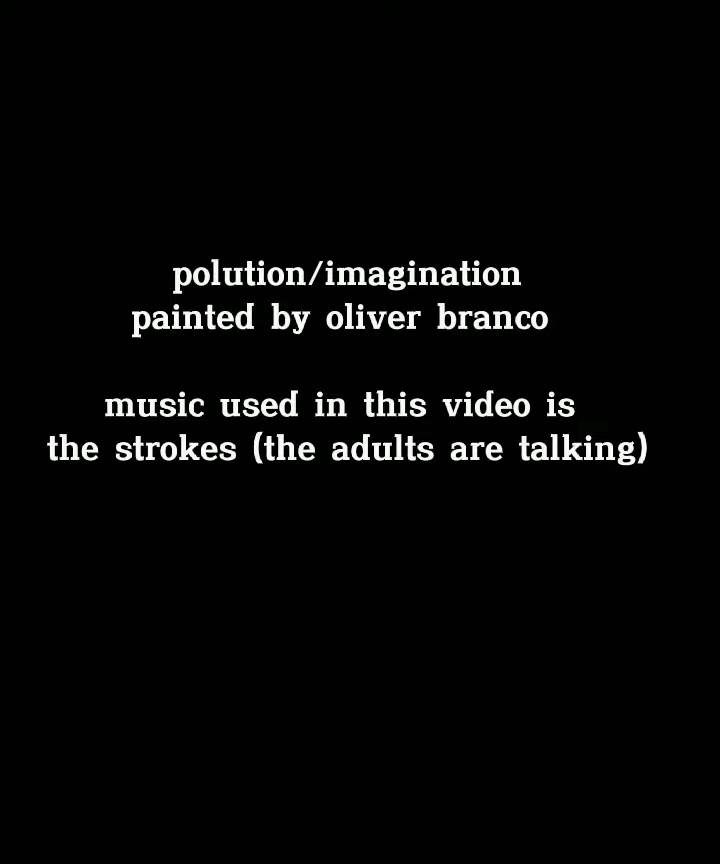 polution/imagination
painted by oliver branco
music used in this video is
the strokes (the adults are talking)